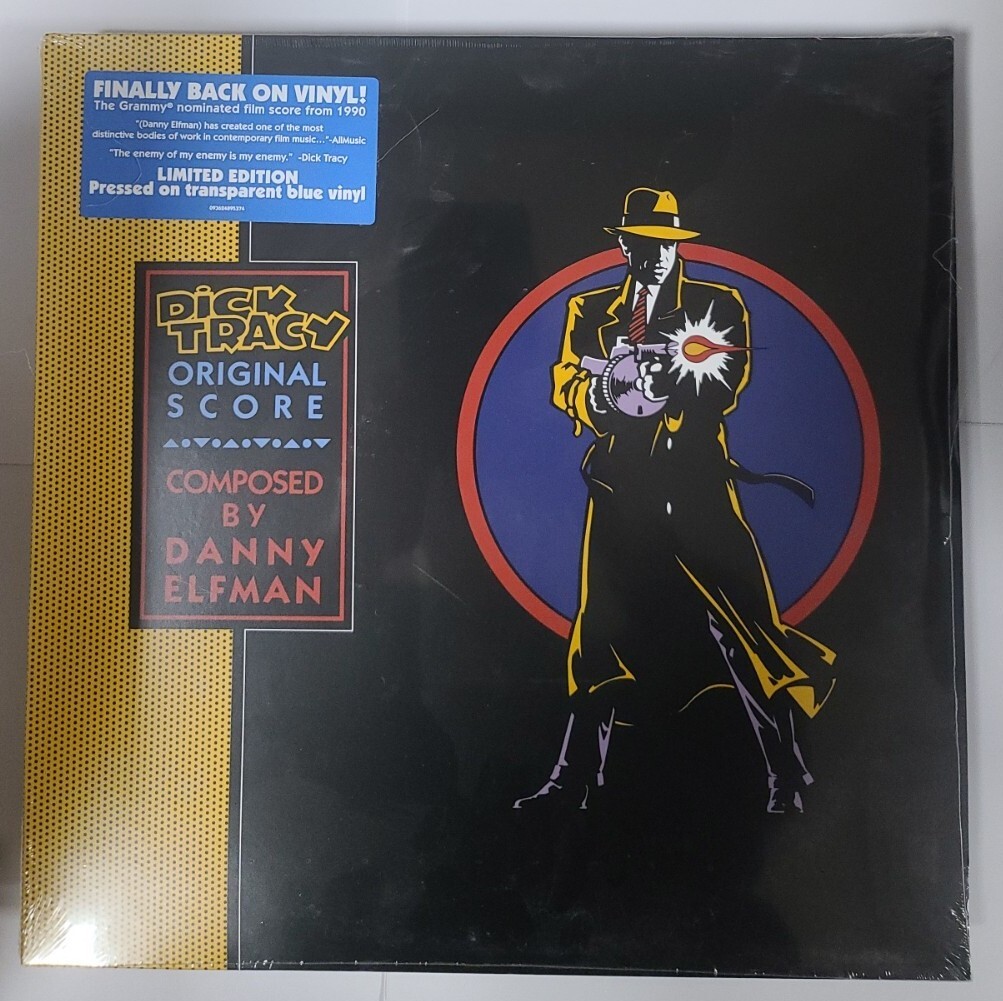 FINALLY BACK ON VINYL!
The Grammy® nominated film score from 1990
"(Danny Elfman) has created one of the most
distinctive bodies of work in contemporary film music..."-AllMusic
"The enemy of my enemy is my enemy." -Dick Tracy
LIMITED EDITION
Pressed on transparent blue vinyl
DiCK
TRACY
ORIGINAL
SCORE
COMPOSED
BY
DANNY
ELFMAN